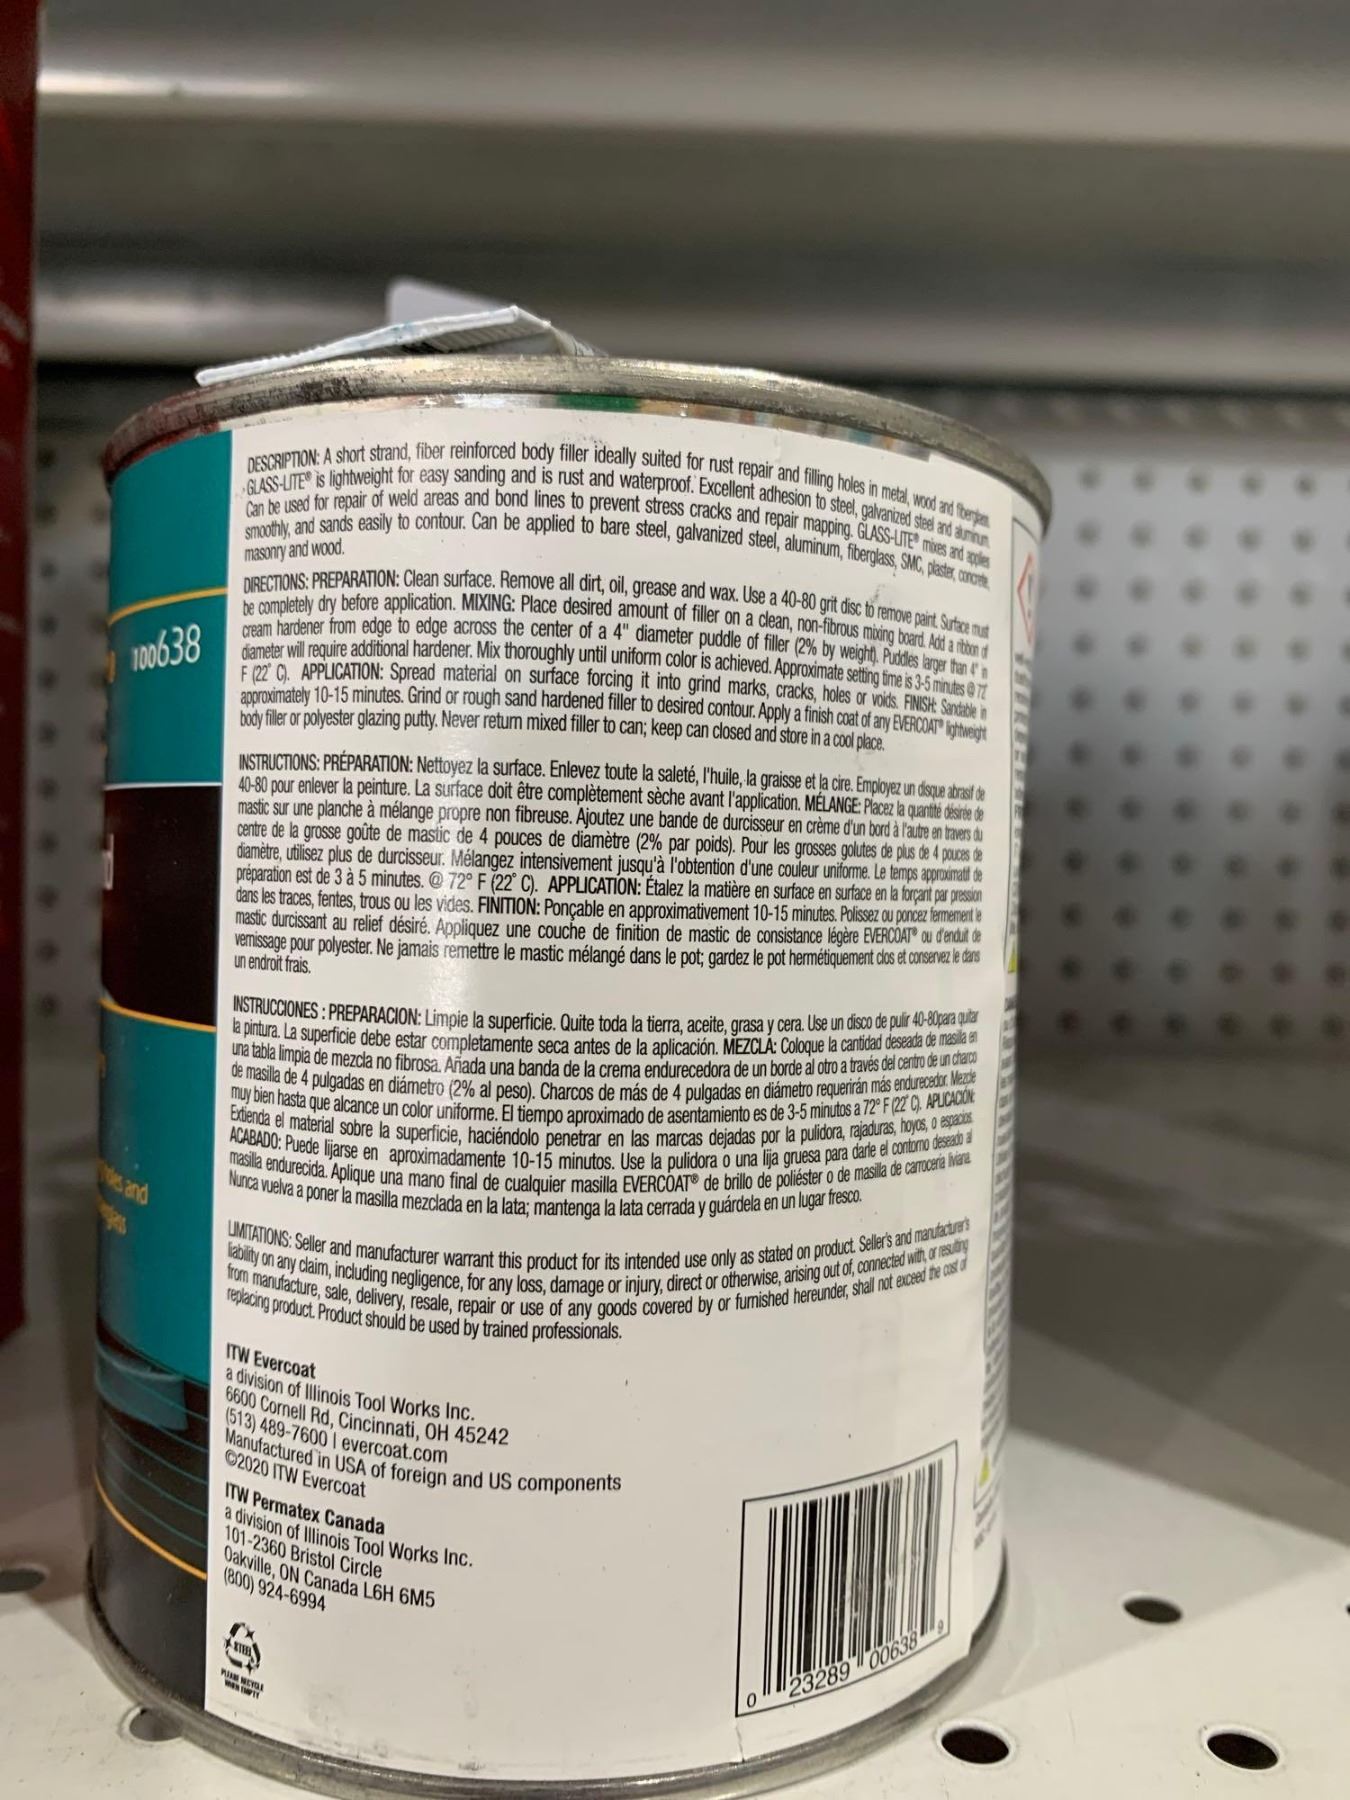 DESCRIPTION: A short strand, fiber reinforced body filler ideally suited for rust repair and filling holes in metal, wood and fiberglass.
GLASS-LITE® is lightweight for easy sanding and is rust and waterproof. Excellent adhesion to steel, galvanized steel and aluminum.
Can be used for repair of weld areas and bond lines to prevent stress cracks and repair mapping. GLASS-LITE® mixes and applies
smoothly, and sands easily to contour. Can be applied to bare steel, galvanized steel, aluminum, fiberglass, SMC, plaster, concrete,
masonry and wood.
DIRECTIONS: PREPARATION: Clean surface. Remove all dirt, oil, grease and wax. Use a 40-80 grit disc to remove paint. Surface must
be completely dry before application. MIXING: Place desired amount of filler on a clean, non-fibrous mixing board. Add a ribbon of
cream hardener from edge to edge across the center of a 4" diameter puddle of filler (2% by weight). Puddles larger than 4" in
diameter will require additional hardener. Mix thoroughly until uniform color is achieved. Approximate setting time is 3-5 minutes @ 72°
F (22° C). APPLICATION: Spread material on surface forcing it into grind marks, cracks, holes or voids. FINISH: Sandable in
approximately 10-15 minutes. Grind or rough sand hardened filler to desired contour. Apply a finish coat of any EVERCOAT® lightweight
body filler or polyester glazing putty. Never return mixed filler to can; keep can closed and store in a cool place.
INSTRUCTIONS: PRÉPARATION: Nettoyez la surface. Enlevez toute la saleté, l'huile, la graisse et la cire. Employez un disque abrasif de
40-80 pour enlever la peinture. La surface doit être complètement sèche avant l'application. MÉLANGE: Placez la quantité désirée de
mastic sur une planche à mélange propre non fibreuse. Ajoutez une bande de durcisseur en crème d'un bord à l'autre en travers du
centre de la grosse goûte de mastic de 4 pouces de diamètre (2% par poids). Pour les grosses golutes de plus de 4 pouces de
diamètre, utilisez plus de durcisseur. Mélangez intensivement jusqu'à l'obtention d'une couleur uniforme. Le temps approximatif de
préparation est de 3 à 5 minutes. @ 72° F (22° C). APPLICATION: Étalez la matière en surface en surface en la forçant par pression
dans les traces, fentes, trous ou les vides. FINITION: Ponçable en approximativement 10-15 minutes. Polissez ou poncez fermement le
mastic durcissant au relief désiré. Appliquez une couche de finition de mastic de consistance légère EVERCOAT® ou d'enduit de
vernissage pour polyester. Ne jamais remettre le mastic mélangé dans le pot; gardez le pot hermétiquement clos et conservez le dans
un endroit frais.
INSTRUCCIONES : PREPARACION: Limpie la superficie. Quite toda la tierra, aceite, grasa y cera. Use un disco de pulir 40-80para quitar
la pintura. La superficie debe estar completamente seca antes de la aplicación. MEZCLA: Coloque la cantidad deseada de masilla en
una tabla limpia de mezcla no fibrosa. Añada una banda de la crema endurecedora de un borde al otro a través del centro de un charco
de masilla de 4 pulgadas en diámetro (2% al peso). Charcos de más de 4 pulgadas en diámetro requerirán más endurecedor. Mezcle
muy bien hasta que alcance un color uniforme. El tiempo aproximado de asentamiento es de 3-5 minutos a 72° F (22° C). APLICACIÓN:
Extienda el material sobre la superficie, haciéndolo penetrar en las marcas dejadas por la pulidora, rajaduras, hoyos, o espacios.
ACABADO: Puede lijarse en aproximadamente 10-15 minutos. Use la pulidora o una lija gruesa para darle el contorno deseado a
masilla endurecida. Aplique una mano final de cualquier masilla EVERCOAT® de brillo de poliéster o de masilla de carrocería liviana.
Nunca vuelva a poner la masilla mezclada en la lata; mantenga la lata cerrada y guárdela en un lugar fresco.
LIMITATIONS: Seller and manufacturer warrant this product for its intended use only as stated on product. Seller's and manufacturer's
liability on any claim, including negligence, for any loss, damage or injury, direct or otherwise, arising out of, connected with, or resulting
from manufacture, sale, delivery, resale, repair or use of any goods covered by or furnished hereunder, shall not exceed the cost of
replacing product. Product should be used by trained professionals.
ITW Evercoat
a division of Illinois Tool Works Inc.
6600 Cornell Rd, Cincinnati, OH 45242
(513) 489-7600 | evercoat.com
Manufactured in USA of foreign and US components
©2020 ITW Evercoat
ITW Permatex Canada
a division of Illinois Tool Works Inc.
101-2360 Bristol Circle
Oakville, ON Canada L6H 6M5
(800) 924-6994
STEEL
PLEASE RECYCLE
WHEN EMPTY
0 23289 00638 9
100638
holes and